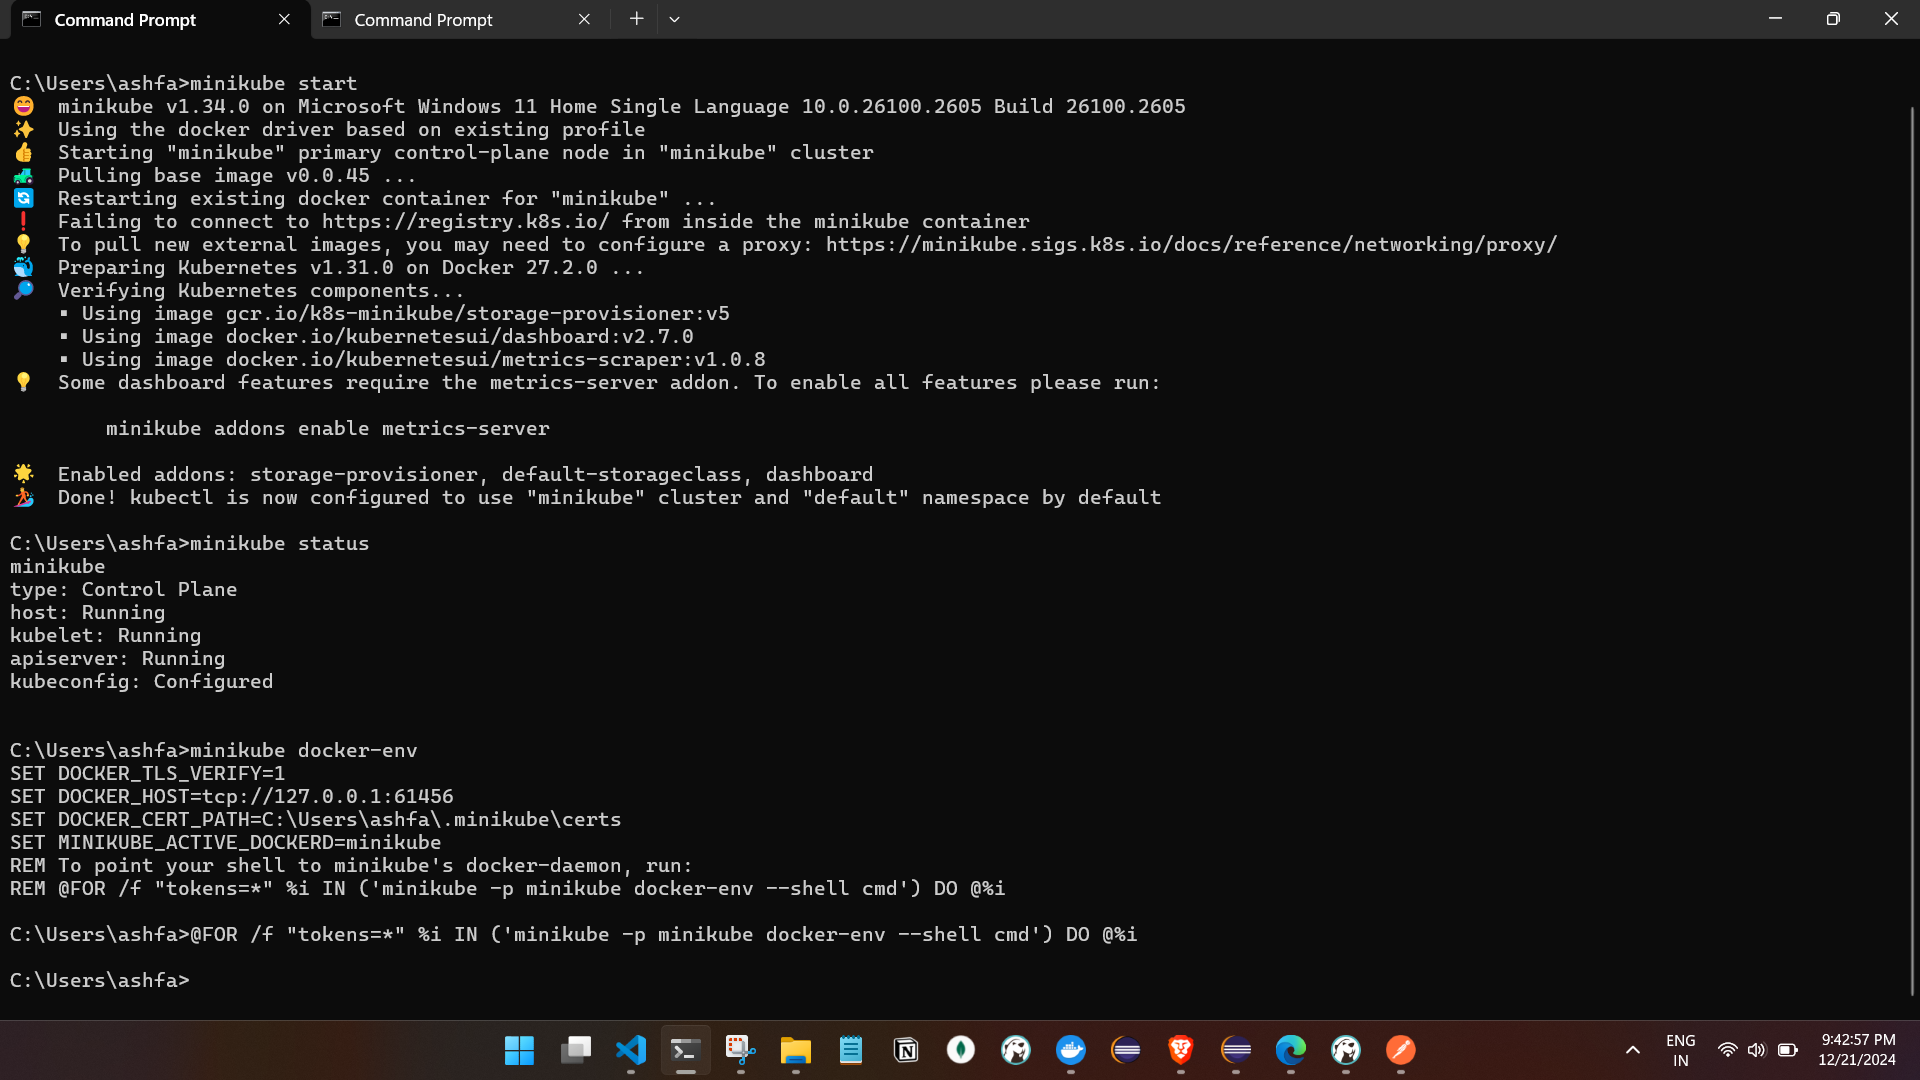 Command Prompt
Command Prompt
C:\Users\ashfa>minikube start
minikube v1.34.0 on Microsoft Windows 11 Home Single Language 10.0.26100.2605 Build 26100.2605
Using the docker driver based on existing profile
Starting "minikube" primary control-plane node in "minikube" cluster
Pulling base image v0.0.45 ...
Restarting existing docker container for "minikube" ...
Failing to connect to https://registry.k8s.io/ from inside the minikube container
To pull new external images, you may need to configure a proxy: https://minikube.sigs.k8s.io/docs/reference/networking/proxy/
Preparing Kubernetes v1.31.0 on Docker 27.2.0 ...
Verifying Kubernetes components...
▪ Using image gcr.io/k8s-minikube/storage-provisioner:v5
▪ Using image docker.io/kubernetesui/dashboard:v2.7.0
▪ Using image docker.io/kubernetesui/metrics-scraper:v1.0.8
Some dashboard features require the metrics-server addon. To enable all features please run:
minikube addons enable metrics-server
Enabled addons: storage-provisioner, default-storageclass, dashboard
Done! kubectl is now configured to use "minikube" cluster and "default" namespace by default
C:\Users\ashfa>minikube status
minikube
type: Control Plane
host: Running
kubelet: Running
apiserver: Running
kubeconfig: Configured
C:\Users\ashfa>minikube docker-env
SET DOCKER_TLS_VERIFY=1
SET DOCKER_HOST=tcp://127.0.0.1:61456
SET DOCKER_CERT_PATH=C:\Users\ashfa\.minikube\certs
SET MINIKUBE_ACTIVE_DOCKERD=minikube
REM To point your shell to minikube's docker-daemon, run:
REM @FOR /f "tokens=*" %i IN ('minikube -p minikube docker-env --shell cmd') DO @%i
C:\Users\ashfa>@FOR /f "tokens=*" %i IN ('minikube -p minikube docker-env --shell cmd') DO @%i
C:\Users\ashfa>
ENG
IN
9:42:57 PM
12/21/2024